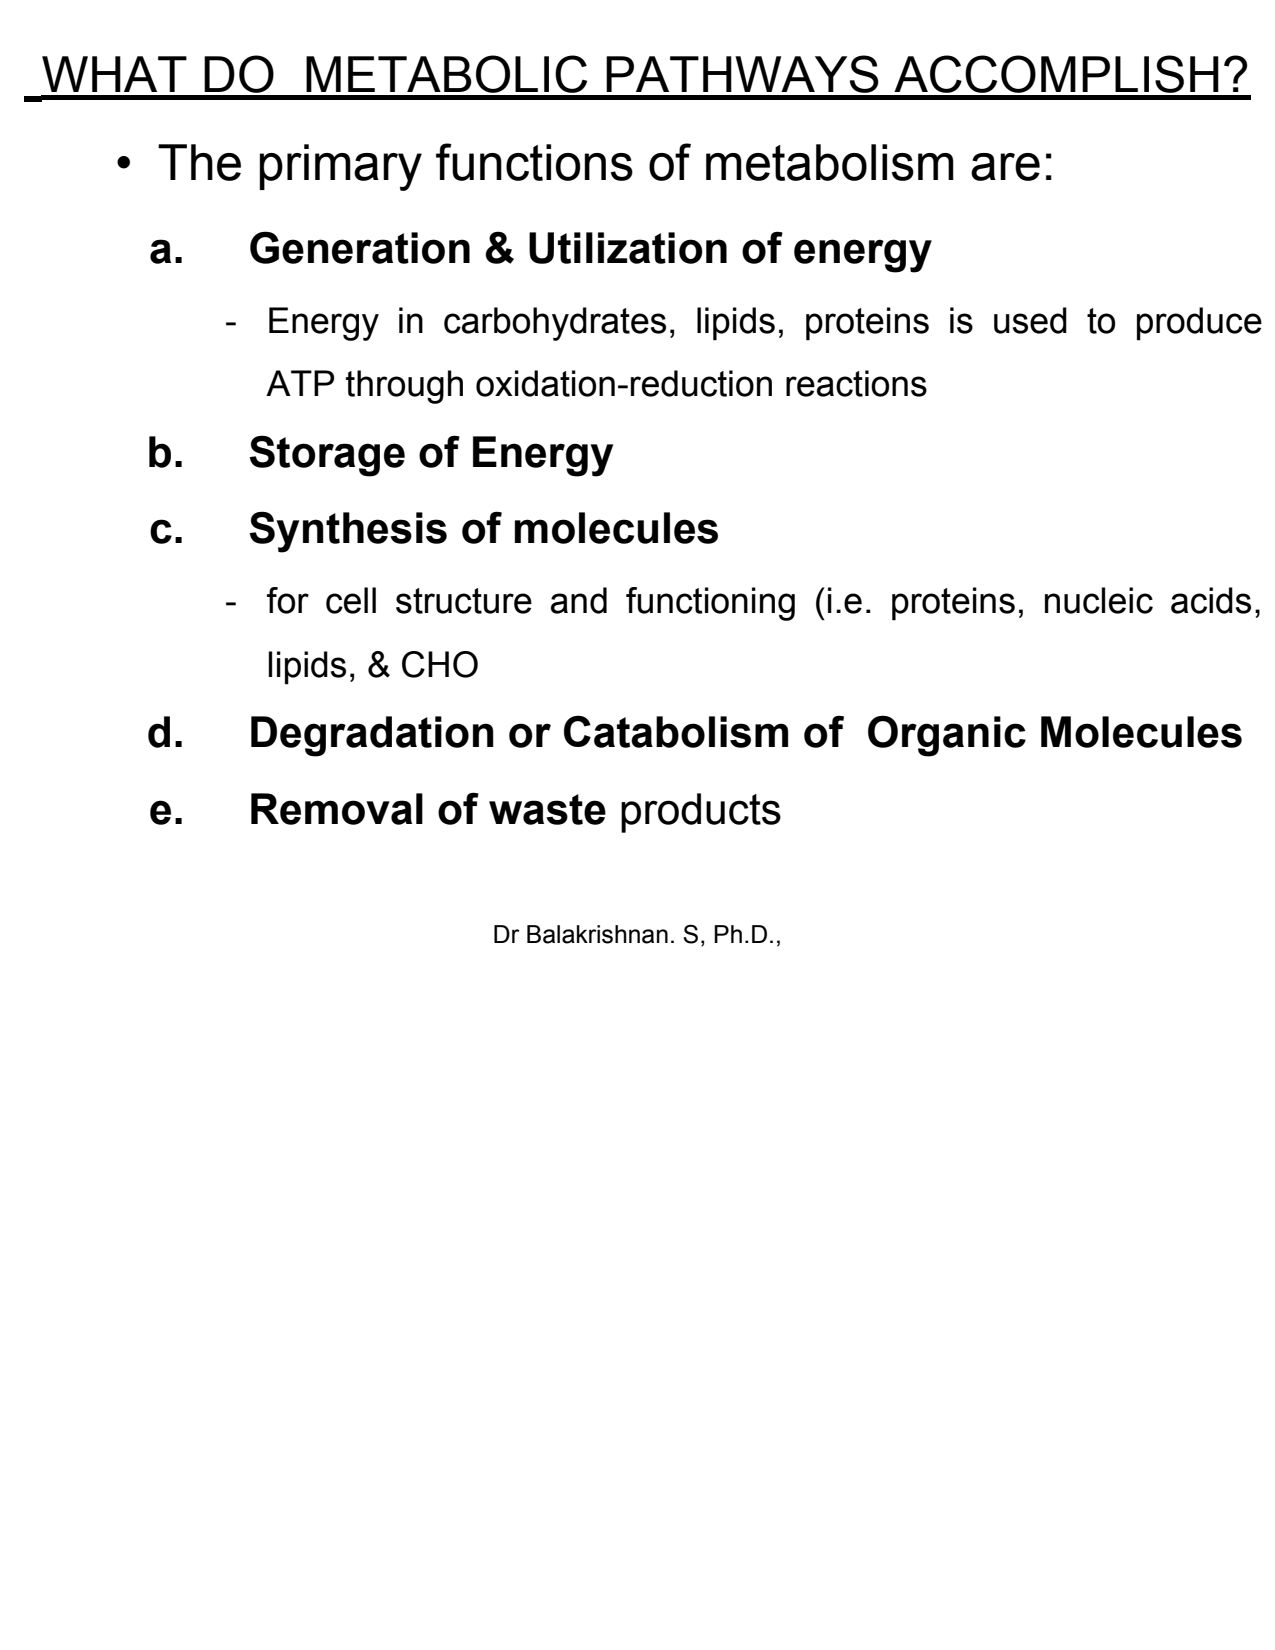 WHAT DO  METABOLIC PATHWAYS ACCOMPLISH?
• The primary functions of metabolism are:
a. Generation & Utilization of energy
- Energy in carbohydrates, lipids, proteins is used to produce
ATP through oxidation-reduction reactions
b. Storage of Energy
c. Synthesis of molecules
- for cell structure and functioning (i.e. proteins, nucleic acids,
lipids, & CHO
d. Degradation or Catabolism of  Organic Molecules
e. Removal of waste products
Dr Balakrishnan. S, Ph.D.,